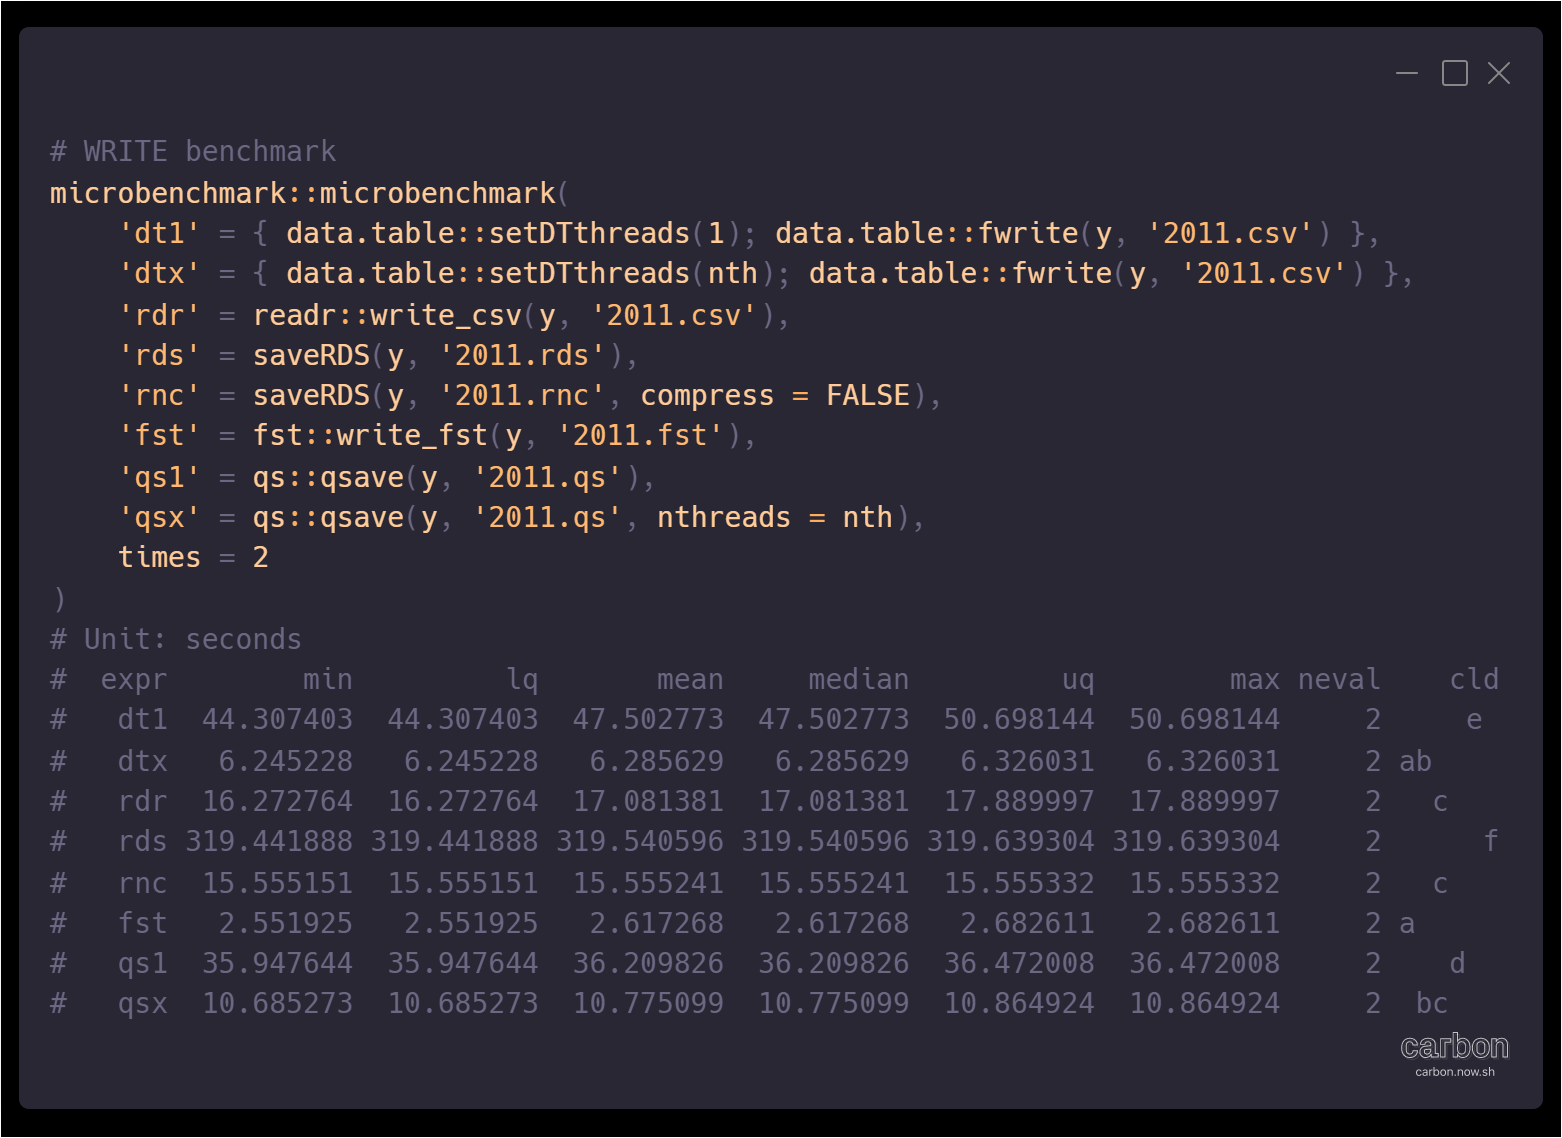 # WRITE benchmark
microbenchmark::microbenchmark(
    'dt1' = { data.table::setDTthreads(1); data.table::fwrite(y, '2011.csv') },
    'dtx' = { data.table::setDTthreads(nth); data.table::fwrite(y, '2011.csv') },
    'rdr' = readr::write_csv(y, '2011.csv'),
    'rds' = saveRDS(y, '2011.rds'),
    'rnc' = saveRDS(y, '2011.rnc', compress = FALSE),
    'fst' = fst::write_fst(y, '2011.fst'),
    'qs1' = qs::qsave(y, '2011.qs'),
    'qsx' = qs::qsave(y, '2011.qs', nthreads = nth),
    times = 2
)
# Unit: seconds
#  expr        min         lq       mean     median         uq        max neval    cld
#   dt1  44.307403  44.307403  47.502773  47.502773  50.698144  50.698144     2     e
#   dtx   6.245228   6.245228   6.285629   6.285629   6.326031   6.326031     2 ab
#   rdr  16.272764  16.272764  17.081381  17.081381  17.889997  17.889997     2   c
#   rds 319.441888 319.441888 319.540596 319.540596 319.639304 319.639304     2      f
#   rnc  15.555151  15.555151  15.555241  15.555241  15.555332  15.555332     2   c
#   fst   2.551925   2.551925   2.617268   2.617268   2.682611   2.682611     2 a
#   qs1  35.947644  35.947644  36.209826  36.209826  36.472008  36.472008     2    d
#   qsx  10.685273  10.685273  10.775099  10.775099  10.864924  10.864924     2  bc
carbon
carbon.now.sh